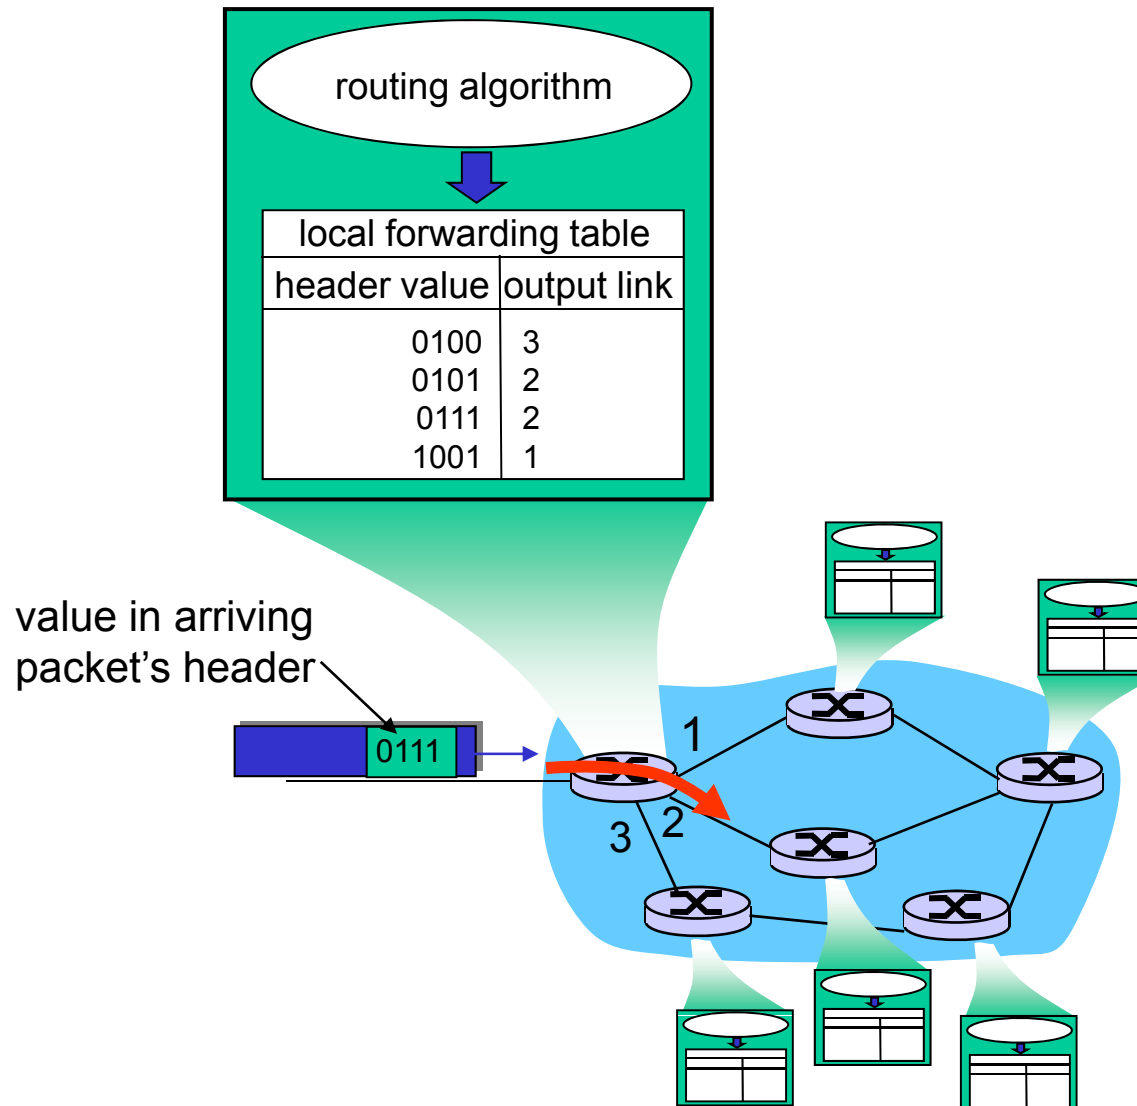 routing algorithm
local forwarding table
header value output link
0100 3
0101 2
0111 2
1001 1
value in arriving
packet's header
0111
1
2
3